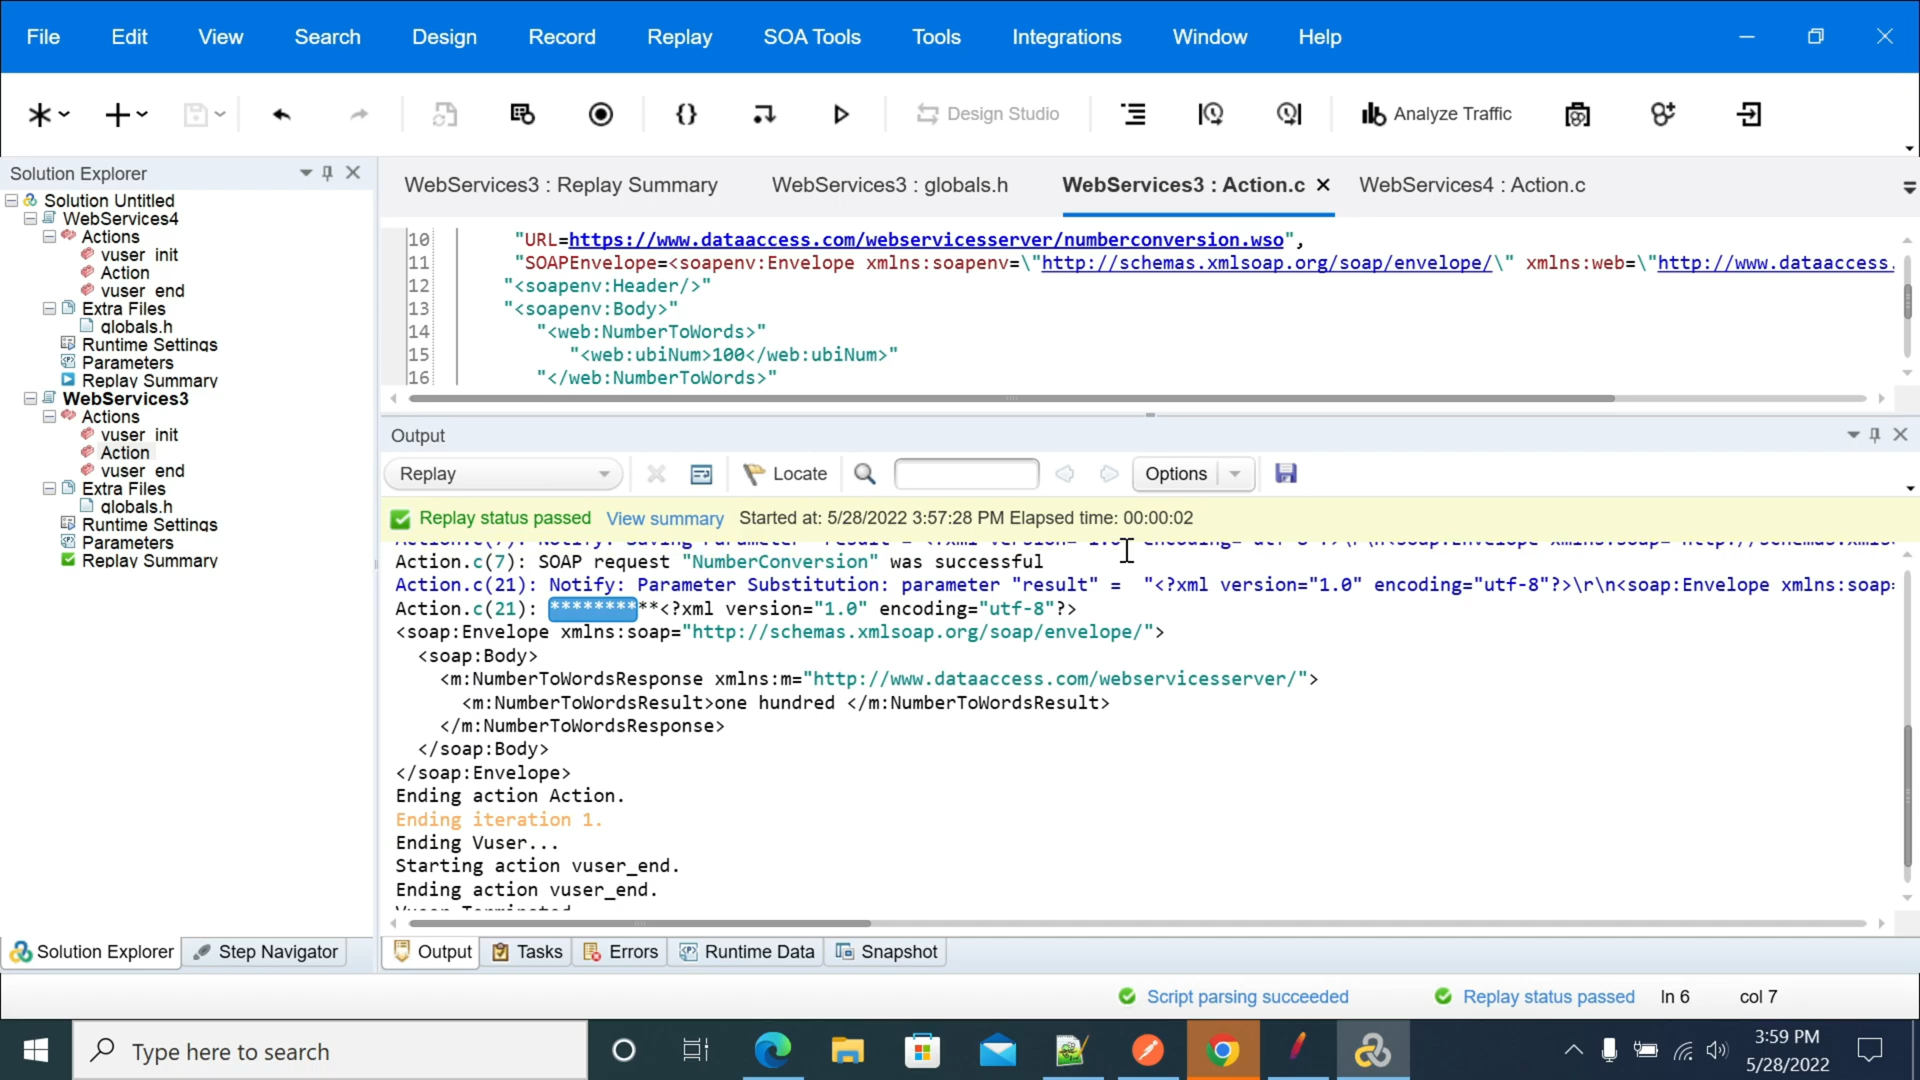 File Edit View Search Design Record Replay SOA Tools Tools Integrations Window Help
Design Studio Analyze Traffic
Solution Explorer
Solution Untitled
WebServices4
Actions
vuser_init
Action
vuser_end
Extra Files
globals.h
Runtime Settings
Parameters
Replay Summary
WebServices3
Actions
vuser_init
Action
vuser_end
Extra Files
globals.h
Runtime Settings
Parameters
Replay Summary
Solution Explorer Step Navigator
WebServices3 : Replay Summary WebServices3 : globals.h WebServices3 : Action.c WebServices4 : Action.c
10 "URL=https://www.dataaccess.com/webservicesserver/numberconversion.wso",
11 "SOAPEnvelope=<soapenv:Envelope xmlns:soapenv=\"http://schemas.xmlsoap.org/soap/envelope/\" xmlns:web=\"http://www.dataaccess.
12 "<soapenv:Header/>"
13 "<soapenv:Body>"
14 "<web:NumberToWords>"
15 "<web:ubiNum>100</web:ubiNum>"
16 "</web:NumberToWords>"
Output
Replay Locate Options
Replay status passed View summary Started at: 5/28/2022 3:57:28 PM Elapsed time: 00:00:02
Action.c(7): SOAP request "NumberConversion" was successful
Action.c(21): Notify: Parameter Substitution: parameter "result" = "<?xml version="1.0" encoding="utf-8"?>\r\n<soap:Envelope xmlns:soap=
Action.c(21): **********<?xml version="1.0" encoding="utf-8"?>
<soap:Envelope xmlns:soap="http://schemas.xmlsoap.org/soap/envelope/">
<soap:Body>
<m:NumberToWordsResponse xmlns:m="http://www.dataaccess.com/webservicesserver/">
<m:NumberToWordsResult>one hundred </m:NumberToWordsResult>
</m:NumberToWordsResponse>
</soap:Body>
</soap:Envelope>
Ending action Action.
Ending iteration 1.
Ending Vuser...
Starting action vuser_end.
Ending action vuser_end.
Vuser Terminated
Output Tasks Errors Runtime Data Snapshot
Script parsing succeeded Replay status passed ln 6 col 7
Type here to search
3:59 PM
5/28/2022